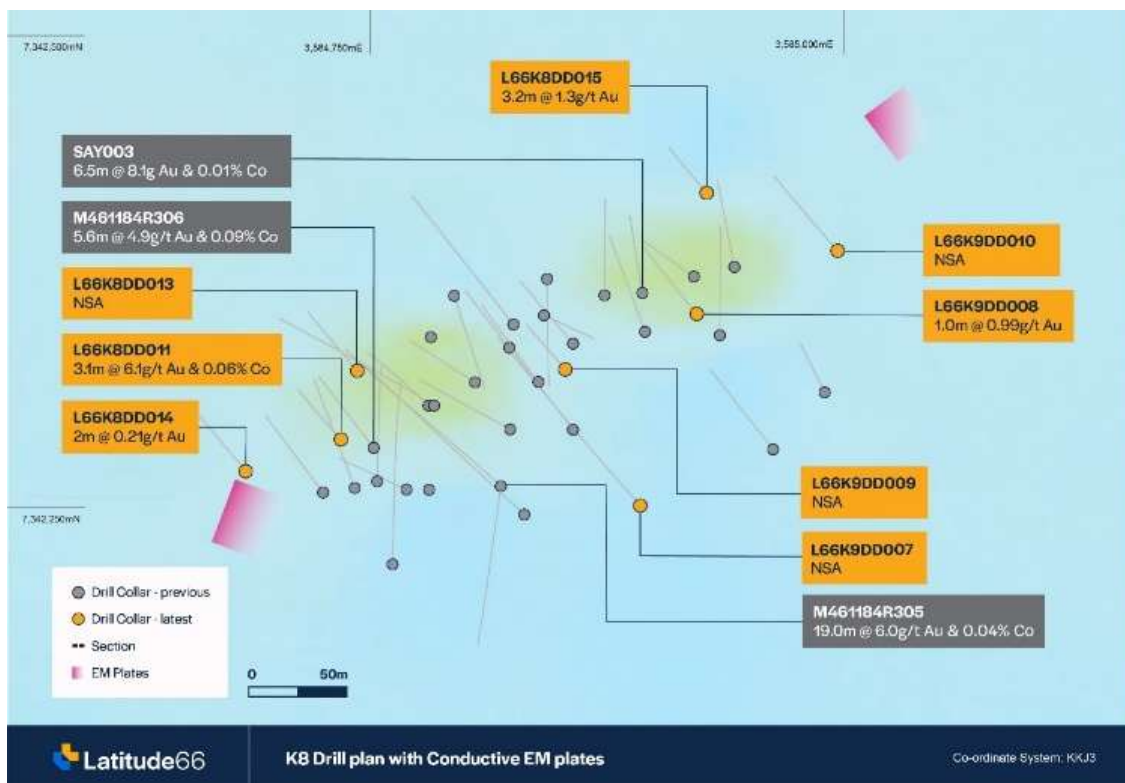 7,342,500mN
3,584,750mE
3,585,000mE
L66K8DD015
3.2m @ 1.3g/t Au
SAY003
6.5m @ 8.1g Au & 0.01% Co
M461184R306
5.6m @ 4.9g/t Au & 0.09% Co
L66K8DD013
NSA
L66K8DD011
3.1m @ 6.1g/t Au & 0.06% Co
L66K8DD014
2m @ 0.21g/t Au
L66K9DD010
NSA
L66K9DD008
1.0m @ 0.99g/t Au
L66K9DD009
NSA
L66K9DD007
NSA
M461184R305
19.0m @ 6.0g/t Au & 0.04% Co
7,342,250mN
Drill Collar - previous
Drill Collar - latest
Section
EM Plates
0 50m
Latitude66
K8 Drill plan with Conductive EM plates
Co-ordinate System: KKJ3